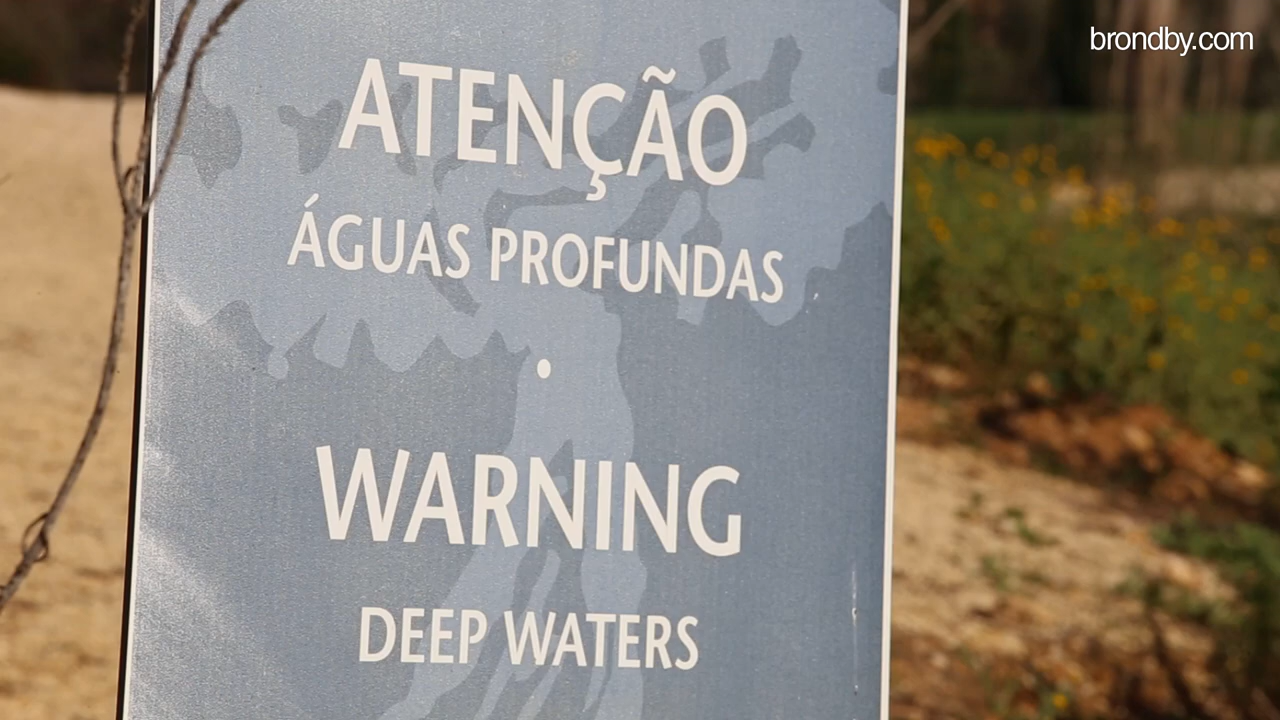 brondby.com
ATENÇÃO
ÁGUAS PROFUNDAS
WARNING
DEEP WATERS